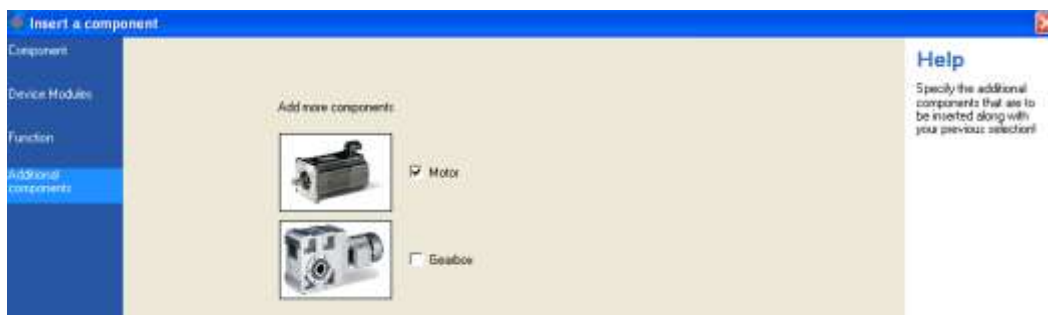 Insert a component
Component
Device Modules
Function
Additional
components
Add more components
Motor
Gearbox
Help
Specify the additional
components that are to
be inserted along with
your previous selection!